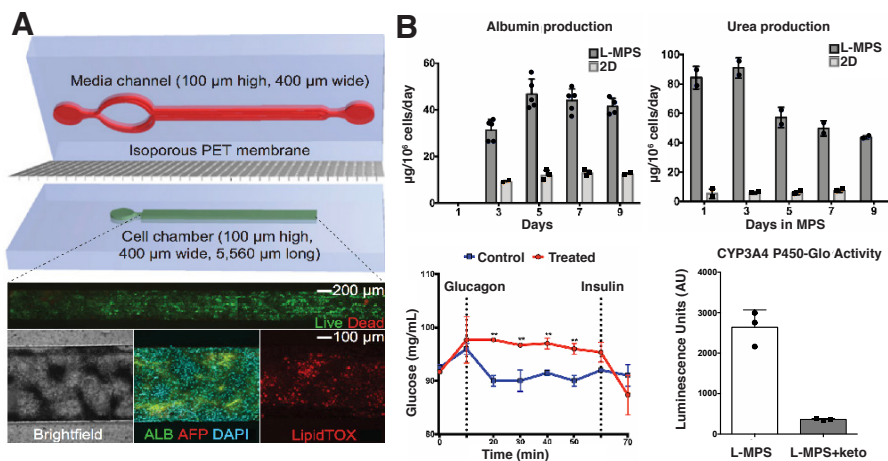 A
Media channel (100 µm high, 400 µm wide)
Isoporous PET membrane
Cell chamber (100 µm high,
400 µm wide, 5,560 µm long)
200 µm
Live Dead
100 µm
Brightfield
ALB AFP DAPI
LipidTOX
B
Albumin production
L-MPS
2D
µg/10⁶ cells/day
60
40
20
0
1 3 5 7 9
Days
Urea production
L-MPS
2D
µg/10⁶ cells/day
100
80
60
40
20
0
1 3 5 7 9
Days in MPS
Control Treated
Glucagon
Insulin
Glucose (mg/mL)
110
100
90
80
** ** ** **
0 20 30 40 50 70
Time (min)
CYP3A4 P450-Glo Activity
Luminescence Units (AU)
4000
3000
2000
1000
0
L-MPS L-MPS+keto